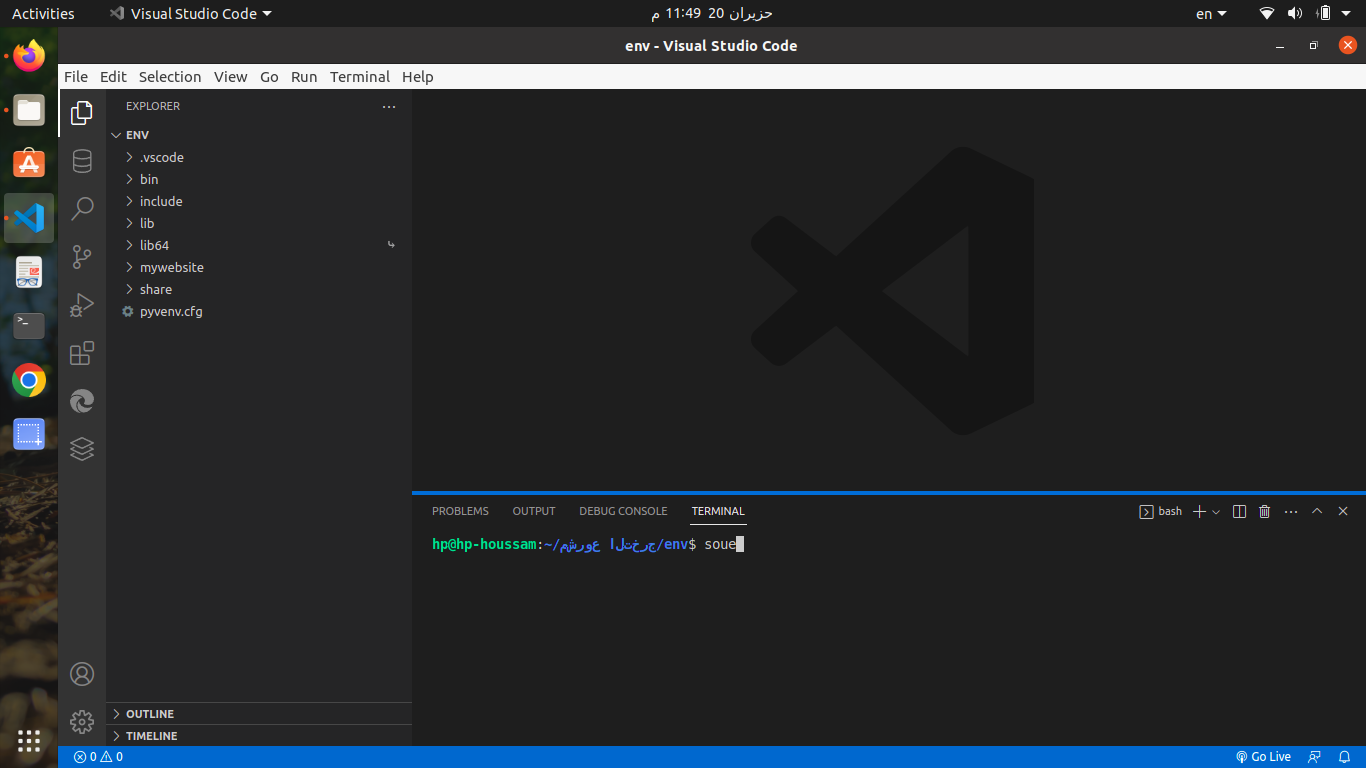 Activities
Visual Studio Code
حزيران 20 11:49 م
en
env - Visual Studio Code
File Edit Selection View Go Run Terminal Help
EXPLORER
ENV
.vscode
bin
include
lib
lib64
mywebsite
share
pyvenv.cfg
OUTLINE
TIMELINE
PROBLEMS OUTPUT DEBUG CONSOLE TERMINAL
bash
hp@hp-houssam:~/مشروع التخرج/env$ soue
0 0
Go Live